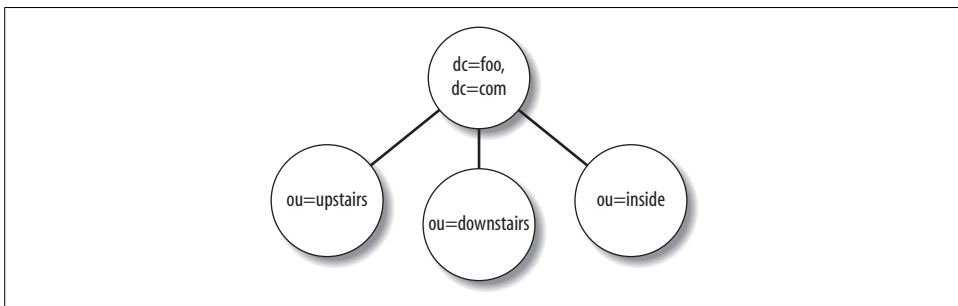 dc=foo,
dc=com
ou=upstairs
ou=downstairs
ou=inside